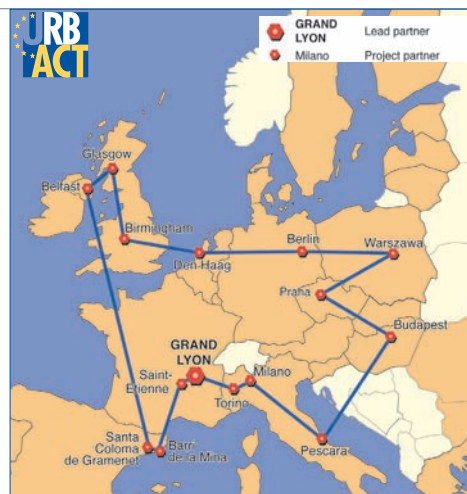 URB
ACT
GRAND
LYON
Lead partner
Milano
Project partner
Glasgow
Belfast
Birmingham
Den Haag
Berlin
Warszawa
Praha
Budapest
GRAND
LYON
Saint-
Etienne
Milano
Torino
Santa
Coloma
de Gramenet
Barri
de la Mina
Pescara